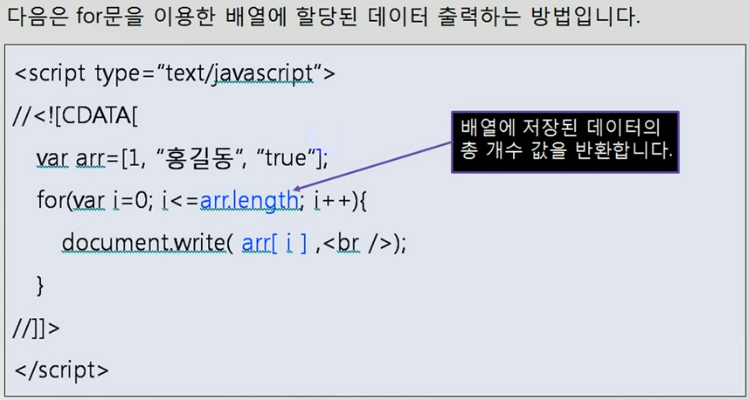 다음은 for문을 이용한 배열에 할당된 데이터 출력하는 방법입니다.
<script type=“text/javascript“>
//<![CDATA[
var arr=[1, “홍길동“, “true“];
배열에 저장된 데이터의
총 개수 값을 반환합니다.
for(var i=0; i<=arr.length; i++){
document.write( arr[ i ] ,<br />);
}
//]]>
</script>